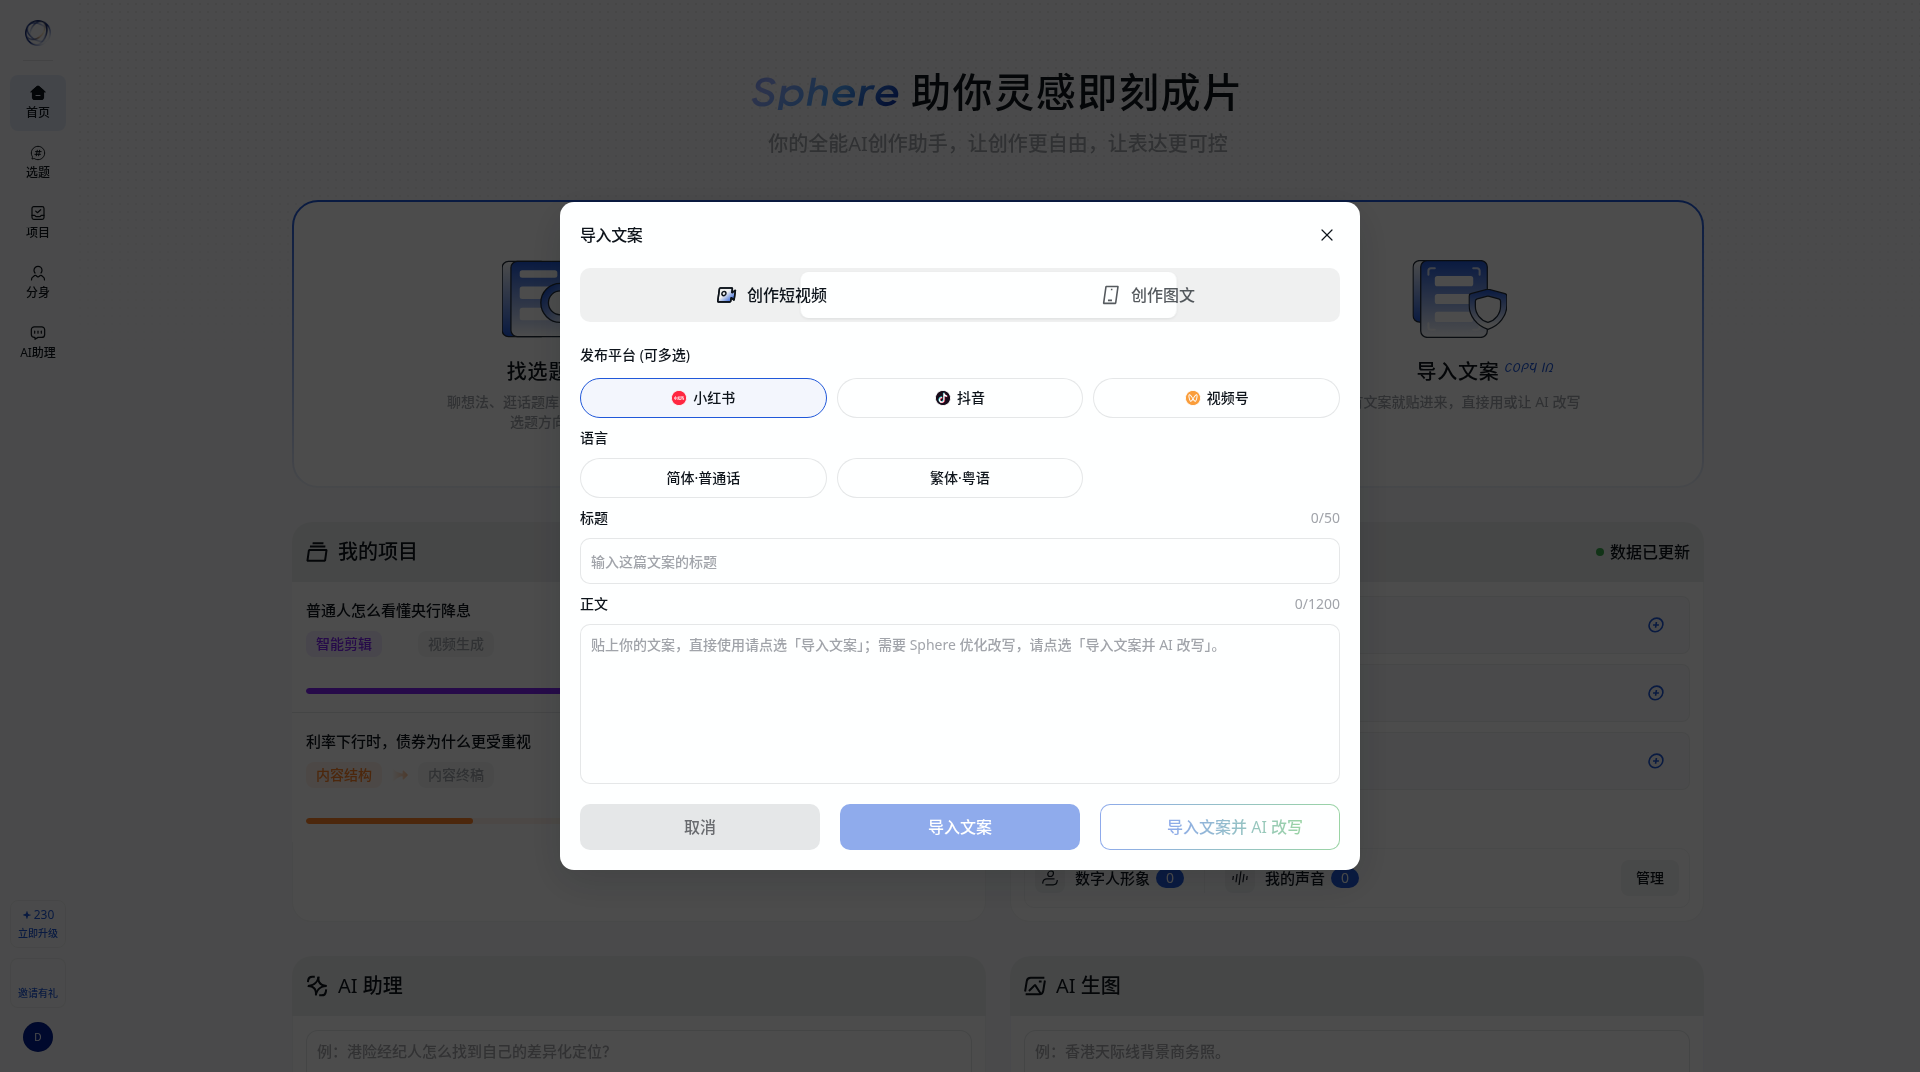 首页
选题
项目
分身
AI助理
230
立即升级
邀请有礼
D
Sphere 助你灵感即刻成片
你的全能AI创作助手，让创作更自由，让表达更可控
找选题
聊想法、逛话题库
选题方向
导入文案 COPY IN
文案就贴进来，直接用或让 AI 改写
我的项目
数据已更新
普通人怎么看懂央行降息
智能剪辑 视频生成
利率下行时，债券为什么更受重视
内容结构 → 内容终稿
导入文案
创作短视频 创作图文
发布平台 (可多选)
小红书 抖音 视频号
语言
简体·普通话 繁体·粤语
标题 0/50
输入这篇文案的标题
正文 0/1200
贴上你的文案，直接使用请点选「导入文案」；需要 Sphere 优化改写，请点选「导入文案并 AI 改写」。
取消 导入文案 导入文案并 AI 改写
数字人形象 0 我的声音 0 管理
AI 助理
例：港险经纪人怎么找到自己的差异化定位？
AI 生图
例：香港天际线背景商务照。